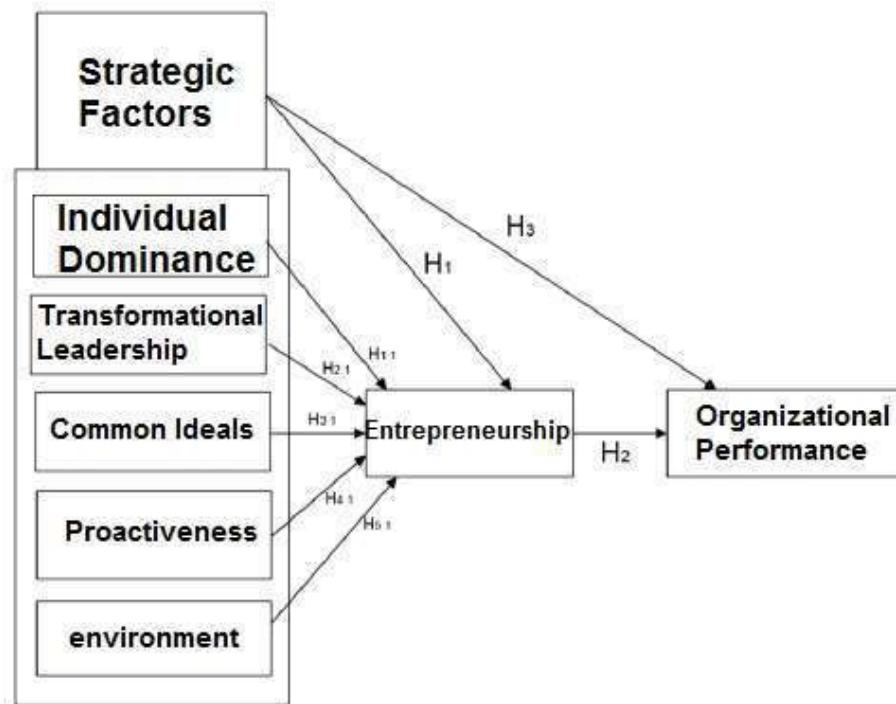 Strategic
Factors
Individual
Dominance
Transformational
Leadership
Common Ideals
Proactiveness
environment
H1 1
H2 1
H3 1
H4 1
H5 1
H1
H3
Entrepreneurship
H2
Organizational
Performance